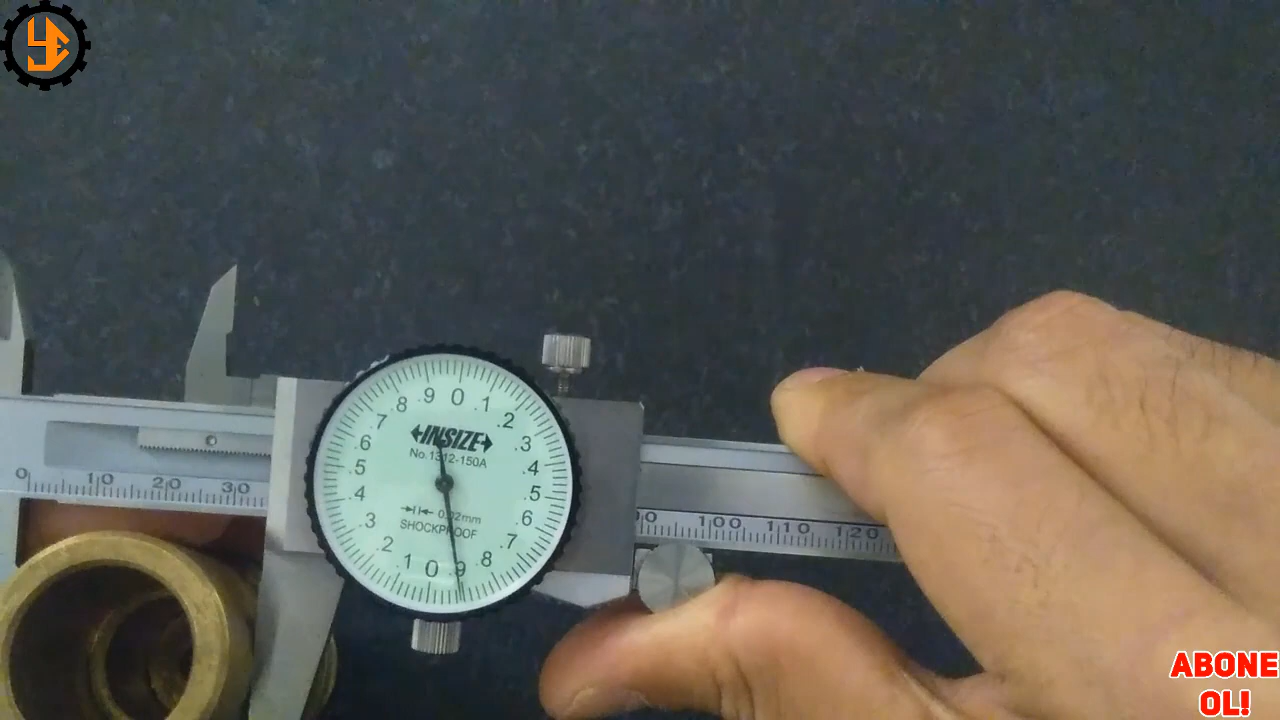 YE
.9 0 .1
.8 .2
.7 .3
INSIZE
No.1312-150A
.6 .4
.5 .5
.4 .6
0.02mm
SHOCKPROOF
.3 .7
.2 .8
.1 0 .9
0 10 20 30
100 110 120
ABONE
OL!